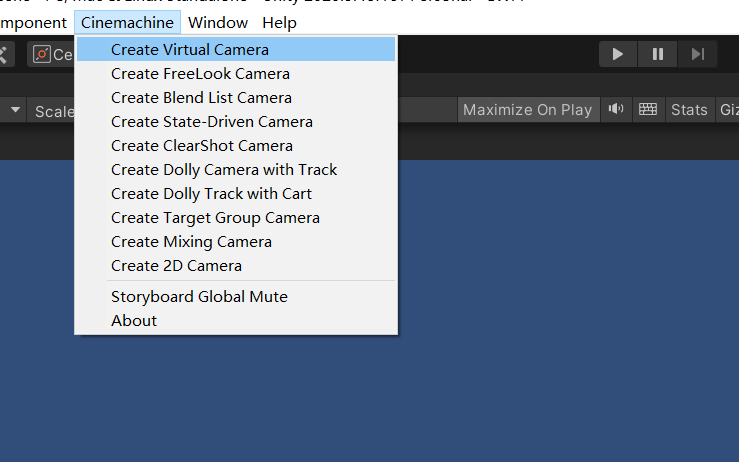 Cinemachine Window Help
Create Virtual Camera
Create FreeLook Camera
Create Blend List Camera
Create State-Driven Camera
Create ClearShot Camera
Create Dolly Camera with Track
Create Dolly Track with Cart
Create Target Group Camera
Create Mixing Camera
Create 2D Camera
Storyboard Global Mute
About
Ce
Scale
Maximize On Play
Stats
Giz